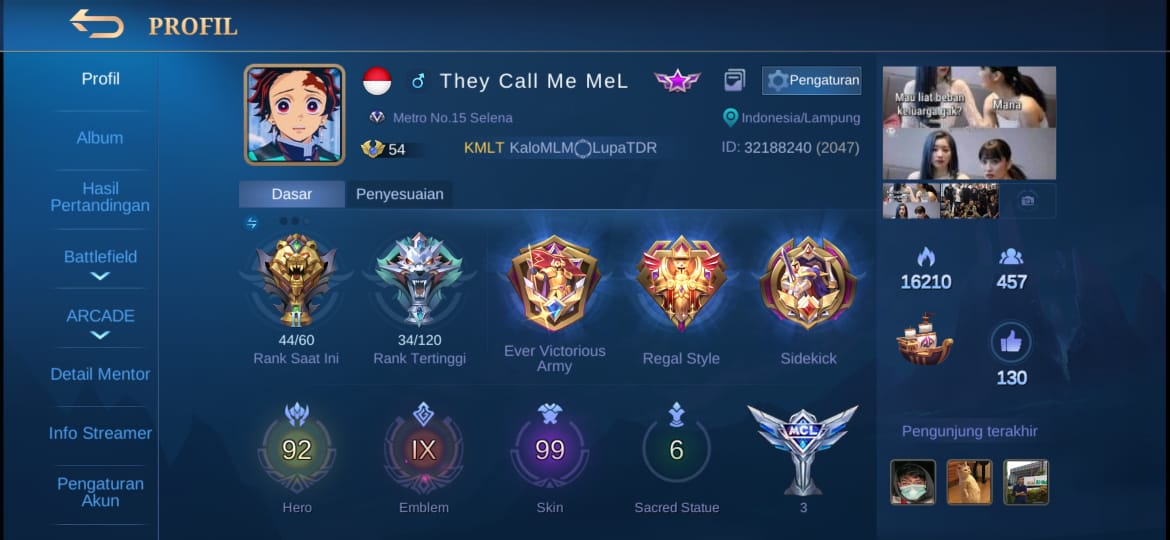 PROFIL
Profil
Album
Hasil
Pertandingan
Battlefield
ARCADE
Detail Mentor
Info Streamer
Pengaturan
Akun
They Call Me MeL
Pengaturan
Metro No.15 Selena
Indonesia/Lampung
54
KMLT KaloMLM◯LupaTDR
ID: 32188240 (2047)
Dasar
Penyesuaian
44/60
Rank Saat Ini
34/120
Rank Tertinggi
Ever Victorious
Army
Regal Style
Sidekick
92
Hero
IX
Emblem
99
Skin
6
Sacred Statue
MCL
3
Mau liat beban
keluarga gak?
Mana
16210
457
130
Pengunjung terakhir